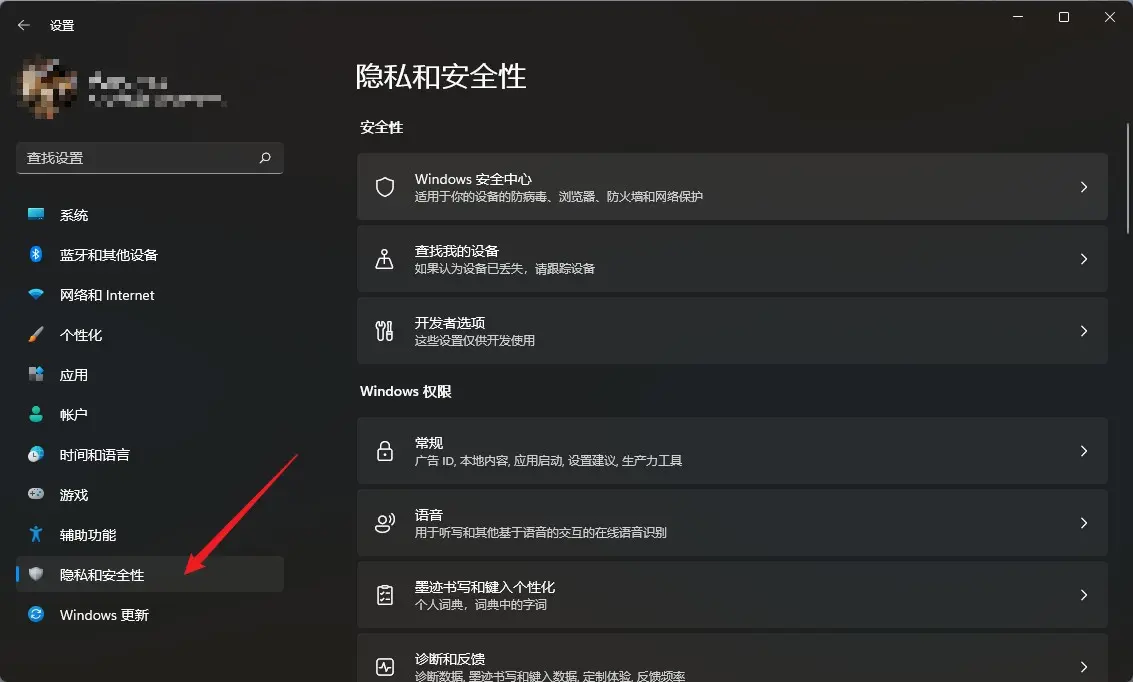 设置
查找设置
系统
蓝牙和其他设备
网络和 Internet
个性化
应用
帐户
时间和语言
游戏
辅助功能
隐私和安全性
Windows 更新
隐私和安全性
安全性
Windows 安全中心
适用于你的设备的防病毒、浏览器、防火墙和网络保护
查找我的设备
如果认为设备已丢失，请跟踪设备
开发者选项
这些设置仅供开发使用
Windows 权限
常规
广告 ID, 本地内容, 应用启动, 设置建议, 生产力工具
语音
用于听写和其他基于语音的交互的在线语音识别
墨迹书写和键入个性化
个人词典，词典中的字词
诊断和反馈
诊断数据, 墨迹书写和键入数据, 定制体验, 反馈频率